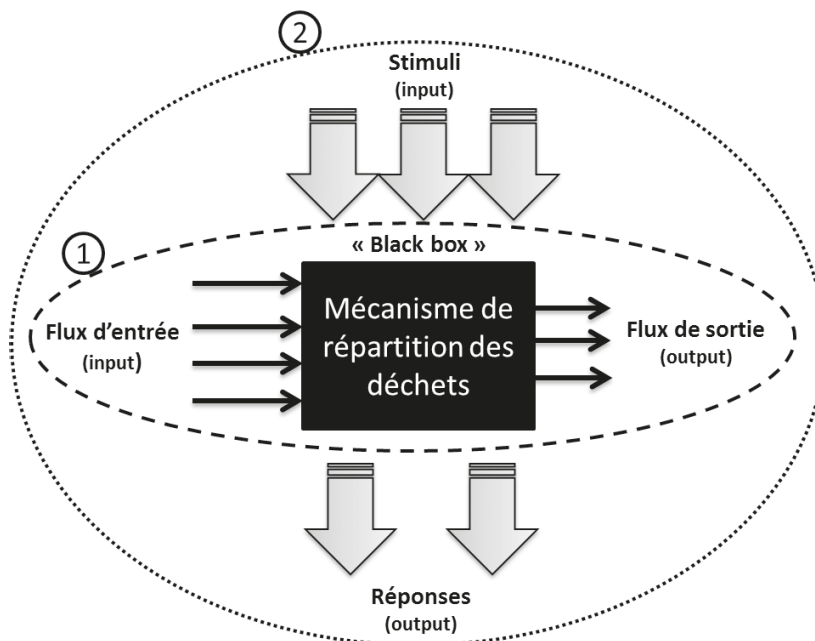 2
Stimuli
(input)
1
« Black box »
Flux d'entrée
(input)
Mécanisme de
répartition des
déchets
Flux de sortie
(output)
Réponses
(output)